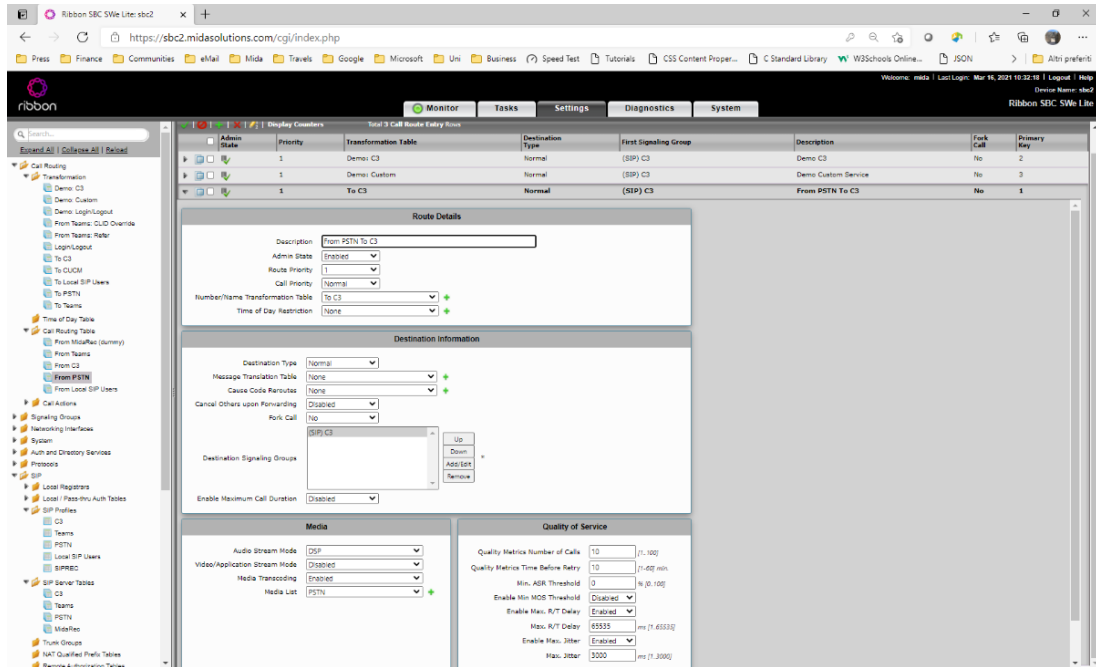 Ribbon SBC SWe Lite: sbc2
https://sbc2.midasolutions.com/cgi/index.php
Press Finance Communities eMail Mida Travels Google Microsoft Uni Business Speed Test Tutorials CSS Content Proper... C Standard Library W3Schools Online... JSON Altri preferiti
Welcome: mida | Last Login: Mar 16, 2021 10:32:18 | Logout | Help
Device Name: sbc2
ribbon
Ribbon SBC SWe Lite
Monitor Tasks Settings Diagnostics System
Search...
Expand All | Collapse All | Reload
Call Routing
Transformation
Demo: C3
Demo: Custom
Demo: Login/Logout
From Teams: CLID Override
From Teams: Refer
Login/Logout
To C3
To CUCM
To Local SIP Users
To PSTN
To Teams
Time of Day Table
Call Routing Table
From MidaRec (dummy)
From Teams
From C3
From PSTN
From Local SIP Users
Call Actions
Signaling Groups
Networking Interfaces
System
Auth and Directory Services
Protocols
SIP
Local Registrars
Local / Pass-thru Auth Tables
SIP Profiles
C3
Teams
PSTN
Local SIP Users
SIPREC
SIP Server Tables
C3
Teams
PSTN
MidaRec
Trunk Groups
NAT Qualified Prefix Tables
Remote Authorization Tables
Display Counters Total 3 Call Route Entry Rows
Admin State Priority Transformation Table Destination Type First Signaling Group Description Fork Call Primary Key
1 Demo: C3 Normal (SIP) C3 Demo C3 No 2
1 Demo: Custom Normal (SIP) C3 Demo Custom Service No 3
1 To C3 Normal (SIP) C3 From PSTN To C3 No 1
Route Details
Description From PSTN To C3
Admin State Enabled
Route Priority 1
Call Priority Normal
Number/Name Transformation Table To C3
Time of Day Restriction None
Destination Information
Destination Type Normal
Message Translation Table None
Cause Code Reroutes None
Cancel Others upon Forwarding Disabled
Fork Call No
Destination Signaling Groups (SIP) C3
Up
Down
Add/Edit
Remove
*
Enable Maximum Call Duration Disabled
Media
Audio Stream Mode DSP
Video/Application Stream Mode Disabled
Media Transcoding Enabled
Media List PSTN
Quality of Service
Quality Metrics Number of Calls 10 [1..100]
Quality Metrics Time Before Retry 10 [1-60] min.
Min. ASR Threshold 0 % [0..100]
Enable Min MOS Threshold Disabled
Enable Max. R/T Delay Enabled
Max. R/T Delay 65535 ms [1..65535]
Enable Max. Jitter Enabled
Max. Jitter 3000 ms [1..3000]